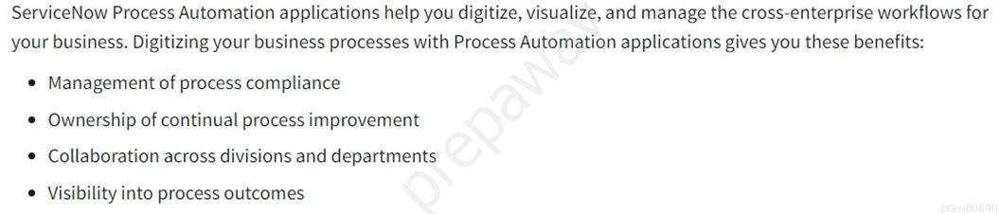 ServiceNow Process Automation applications help you digitize, visualize, and manage the cross-enterprise workflows for
your business. Digitizing your business processes with Process Automation applications gives you these benefits:
• Management of process compliance
• Ownership of continual process improvement
• Collaboration across divisions and departments
• Visibility into process outcomes
prepaway